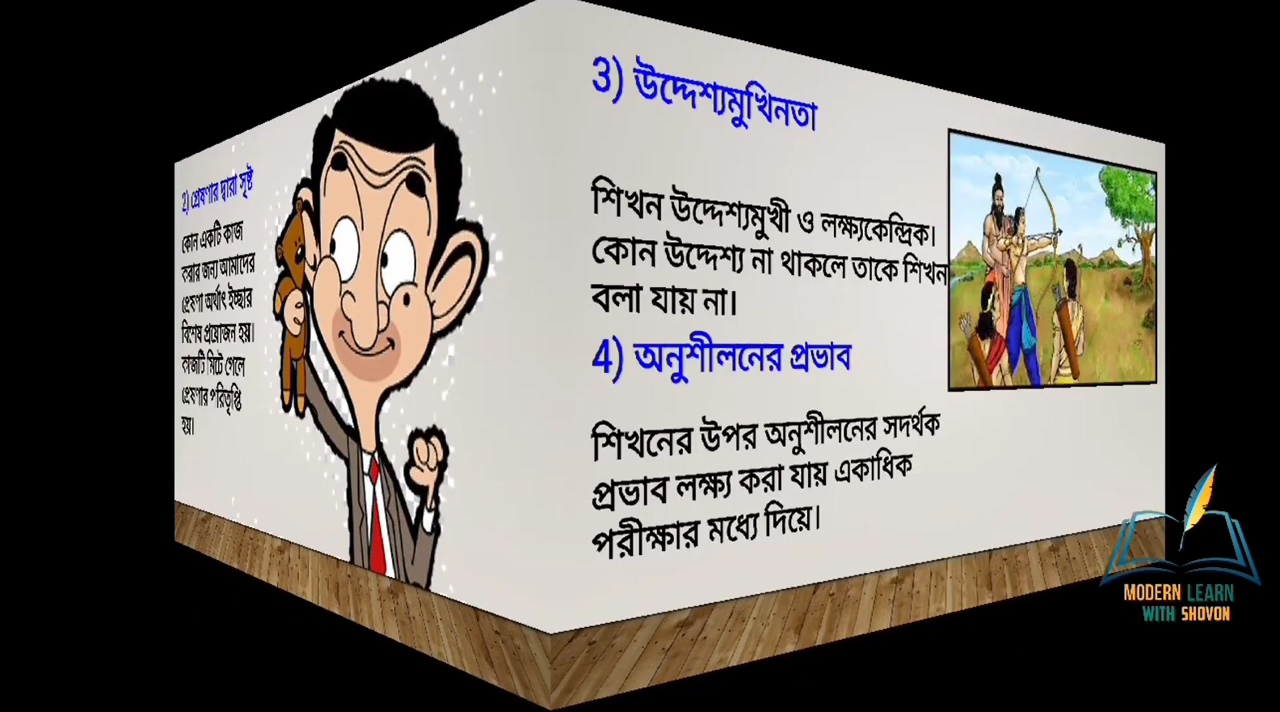 2) প্রেষণার দ্বারা সৃষ্ট
কোন একটি কাজ
করার জন্য আমাদের
প্রেষণা অর্থাৎ ইচ্ছার
বিশেষ প্রয়োজন হয়।
কাজটি মিটে গেলে
প্রেষণার পরিতৃপ্তি
হয়।
3) উদ্দেশ্যমুখিনতা
শিখন উদ্দেশ্যমুখী ও লক্ষ্যকেন্দ্রিক।
কোন উদ্দেশ্য না থাকলে তাকে শিখন
বলা যায় না।
4) অনুশীলনের প্রভাব
শিখনের উপর অনুশীলনের সদর্থক
প্রভাব লক্ষ্য করা যায় একাধিক
পরীক্ষার মধ্যে দিয়ে।
MODERN LEARN
WITH SHOVON